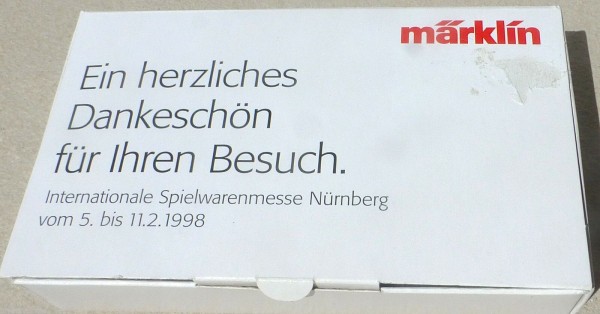 märklin
Ein herzliches
Dankeschön
für Ihren Besuch.
Internationale Spielwarenmesse Nürnberg
vom 5. bis 11.2.1998